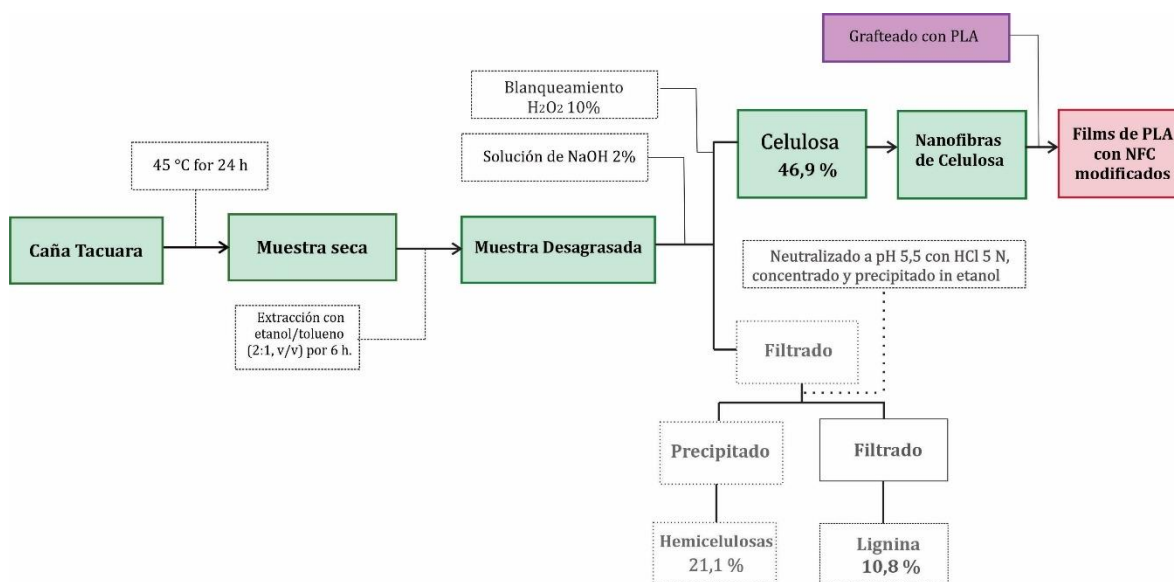 Grafteado con PLA
Blanqueamiento
H2O2 10%
Solución de NaOH 2%
45 °C for 24 h
Celulosa
46,9 %
Nanofibras
de Celulosa
Films de PLA
con NFC
modificados
Caña Tacuara
Muestra seca
Muestra Desagrasada
Neutralizado a pH 5,5 con HCl 5 N,
concentrado y precipitado in etanol
Extracción con
etanol/tolueno
(2:1, v/v) por 6 h.
Filtrado
Precipitado
Filtrado
Hemicelulosas
21,1 %
Lignina
10,8 %